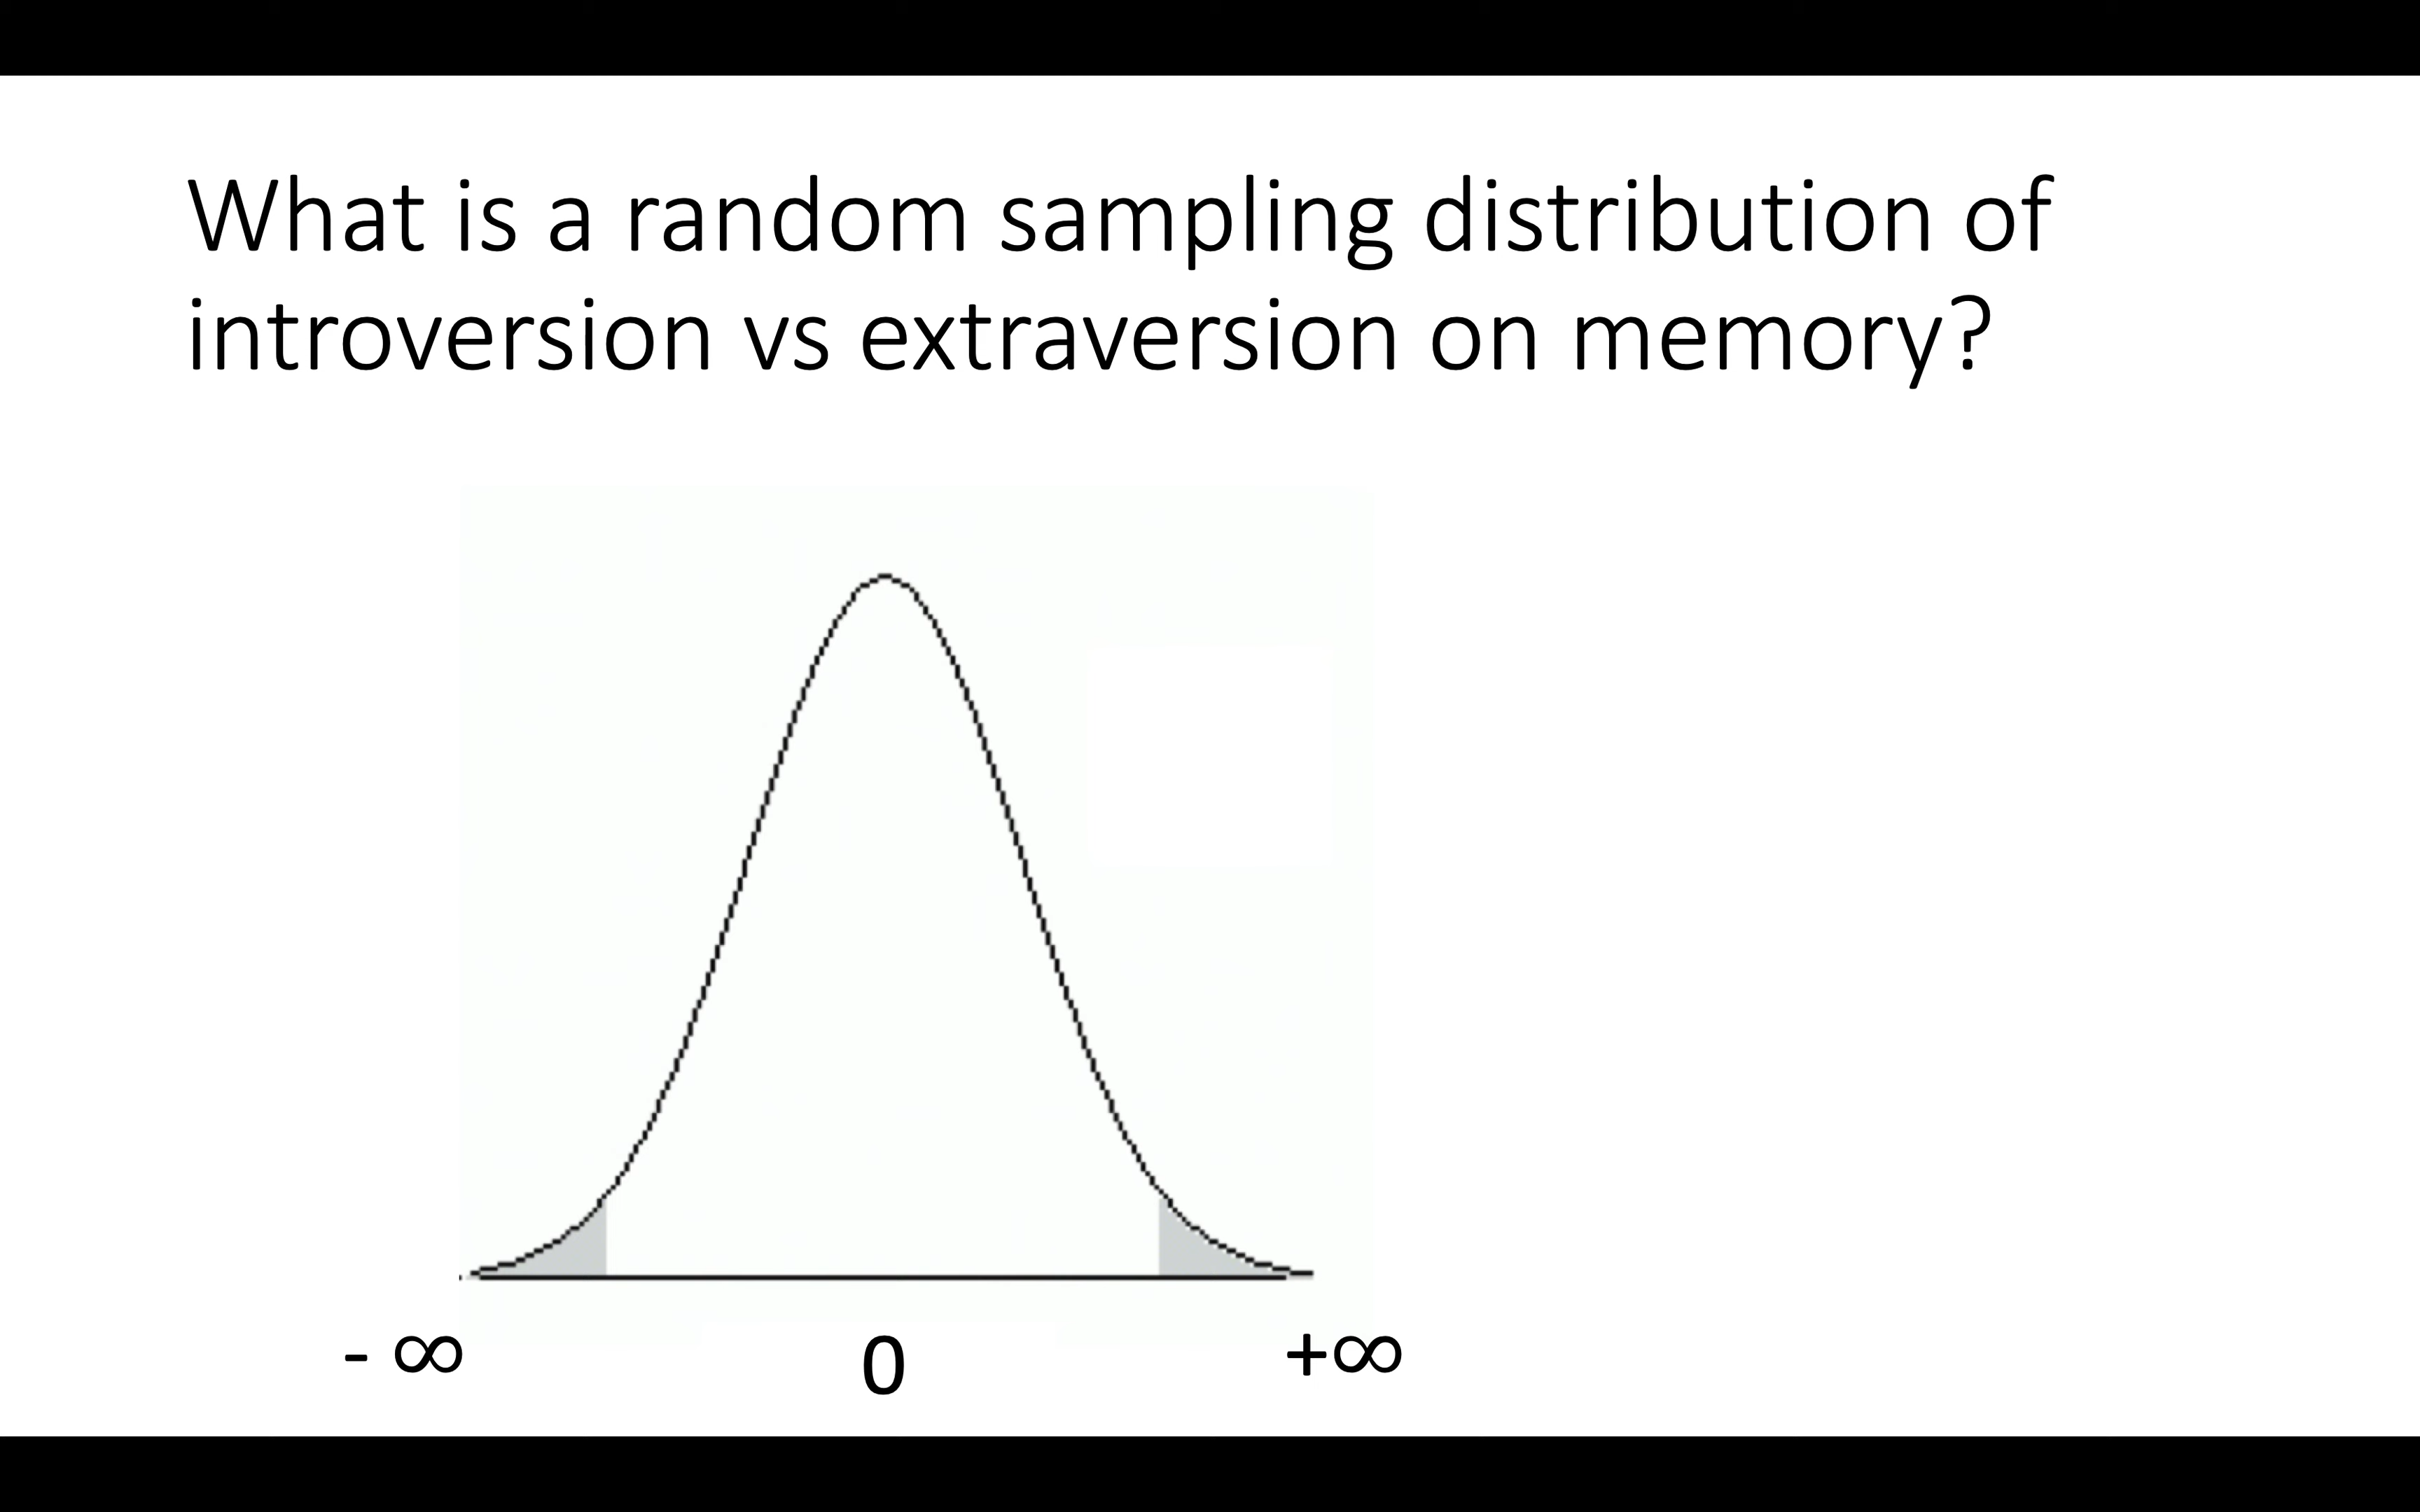 What is a random sampling distribution of
introversion vs extraversion on memory?
- ∞ 0 +∞